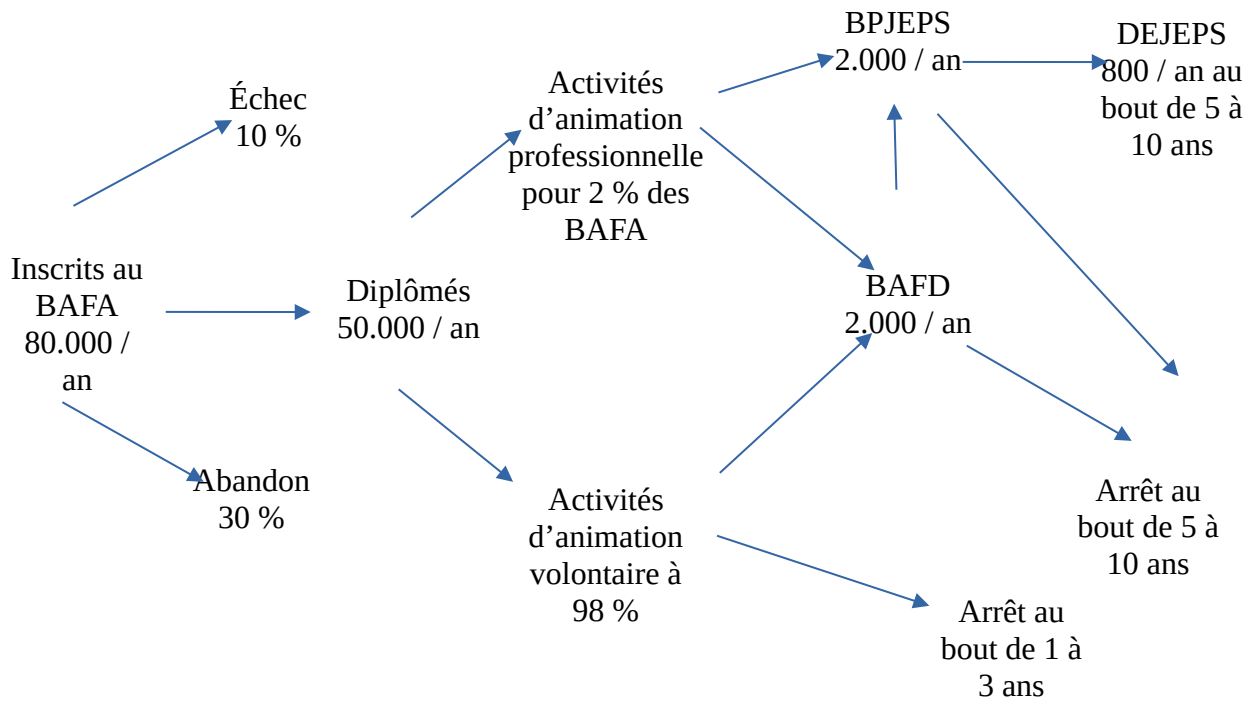 Échec
10 %
Inscrits au
BAFA
80.000 /
an
Abandon
30 %
Diplômés
50.000 / an
Activités
d’animation
professionnelle
pour 2 % des
BAFA
Activités
d’animation
volontaire à
98 %
BPJEPS
2.000 / an
BAFD
2.000 / an
DEJEPS
800 / an au
bout de 5 à
10 ans
Arrêt au
bout de 5 à
10 ans
Arrêt au
bout de 1 à
3 ans